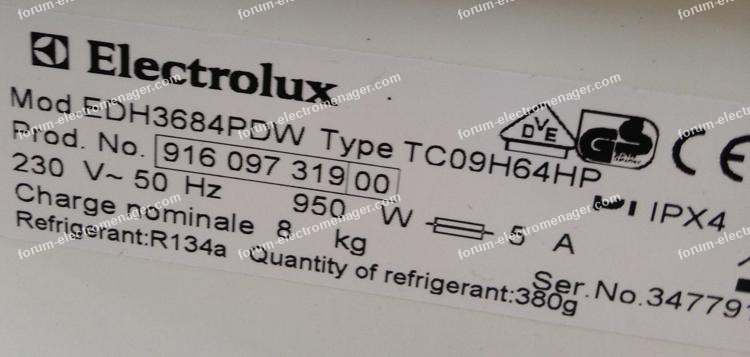 Electrolux
Mod EDH3684PDW Type TC09H64HP
Prod. No. 916 097 319 00
DVE GS CE
230 V~ 50 Hz 950 W 5 A IPX4
Charge nominale 8 kg
Refrigerant:R134a Quantity of refrigerant:380g
Ser.No.347791
forum-electromenager.com